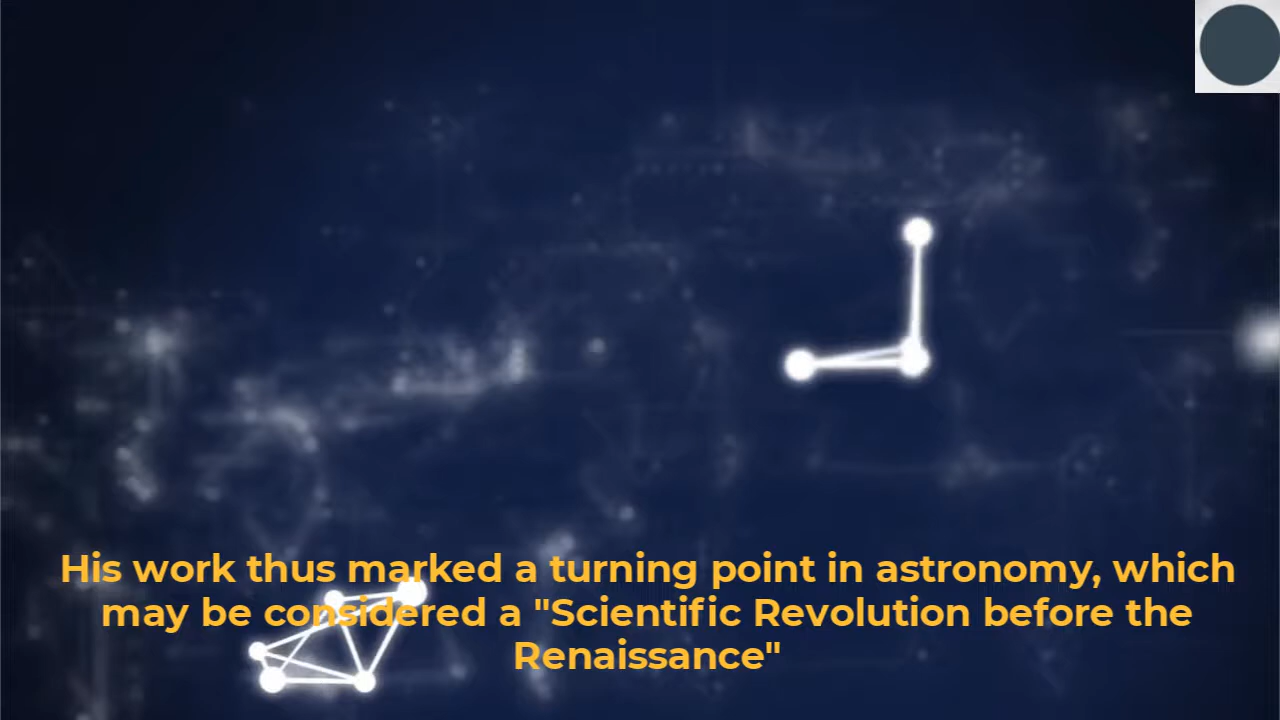 His work thus marked a turning point in astronomy, which
may be considered a "Scientific Revolution before the
Renaissance"